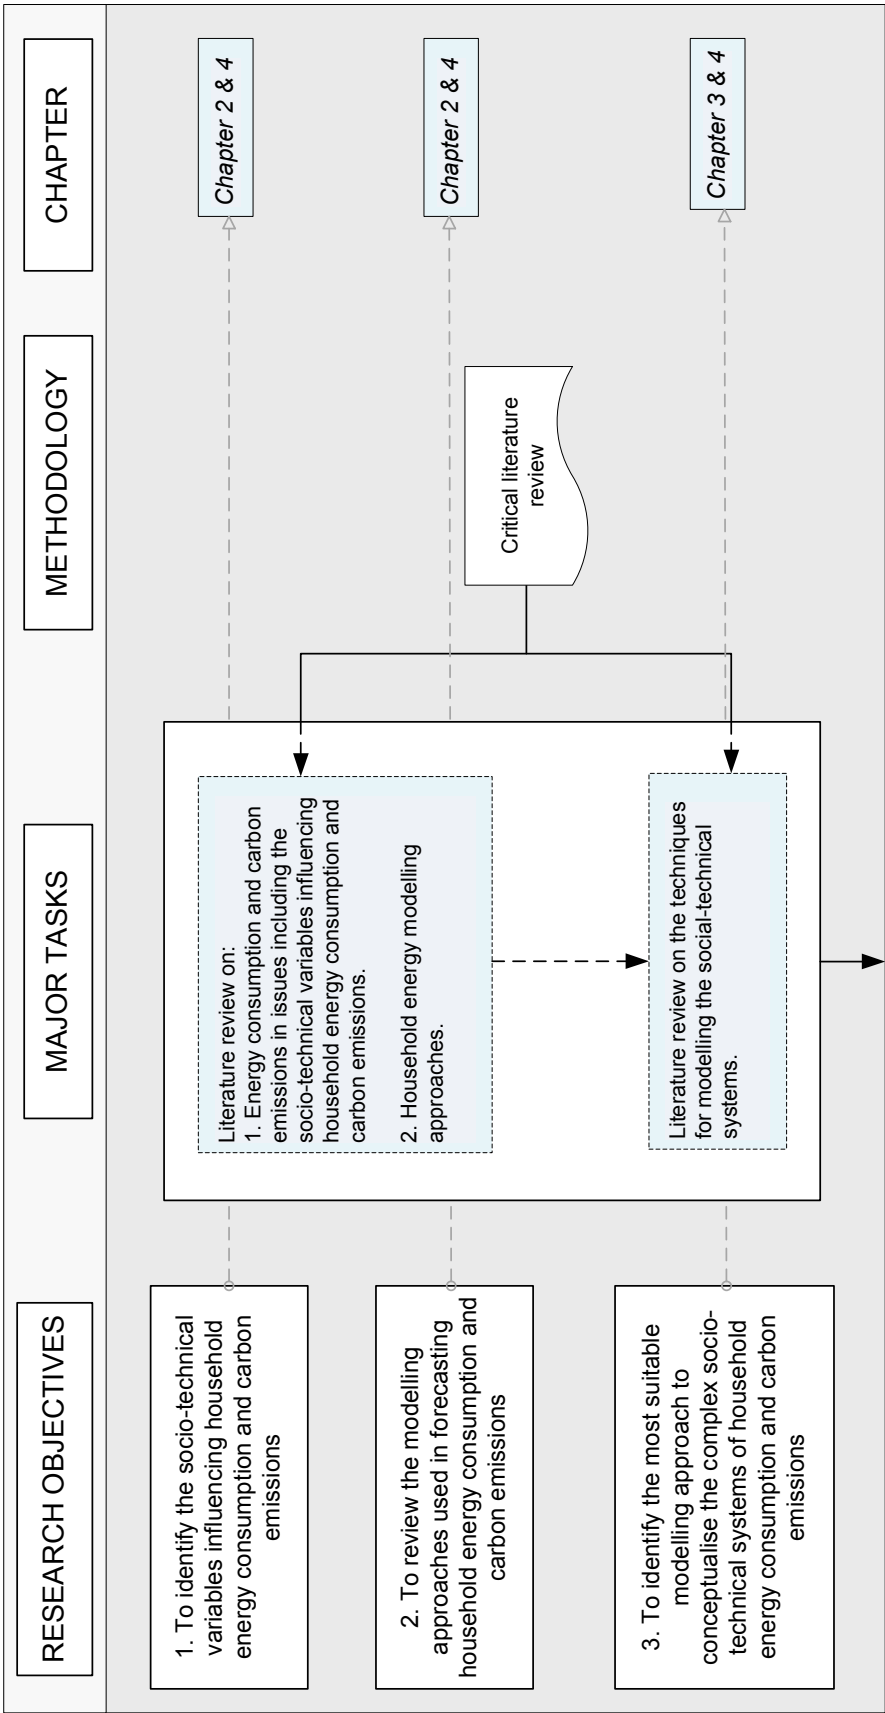 RESEARCH OBJECTIVES
MAJOR TASKS
METHODOLOGY
CHAPTER
1. To identify the socio-technical
variables influencing household
energy consumption and carbon
emissions
Literature review on:
1. Energy consumption and carbon
emissions in issues including the
socio-technical variables influencing
household energy consumption and
carbon emissions.
2. Household energy modelling
approaches.
Chapter 2 & 4
2. To review the modelling
approaches used in forecasting
household energy consumption and
carbon emissions
Critical literature
review
Chapter 2 & 4
3. To identify the most suitable
modelling approach to
conceptualise the complex socio-
technical systems of household
energy consumption and carbon
emissions
Literature review on the techniques
for modelling the social-technical
systems.
Chapter 3 & 4